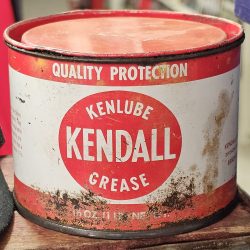 QUALITY PROTECTION
KENLUBE
KENDALL
GREASE